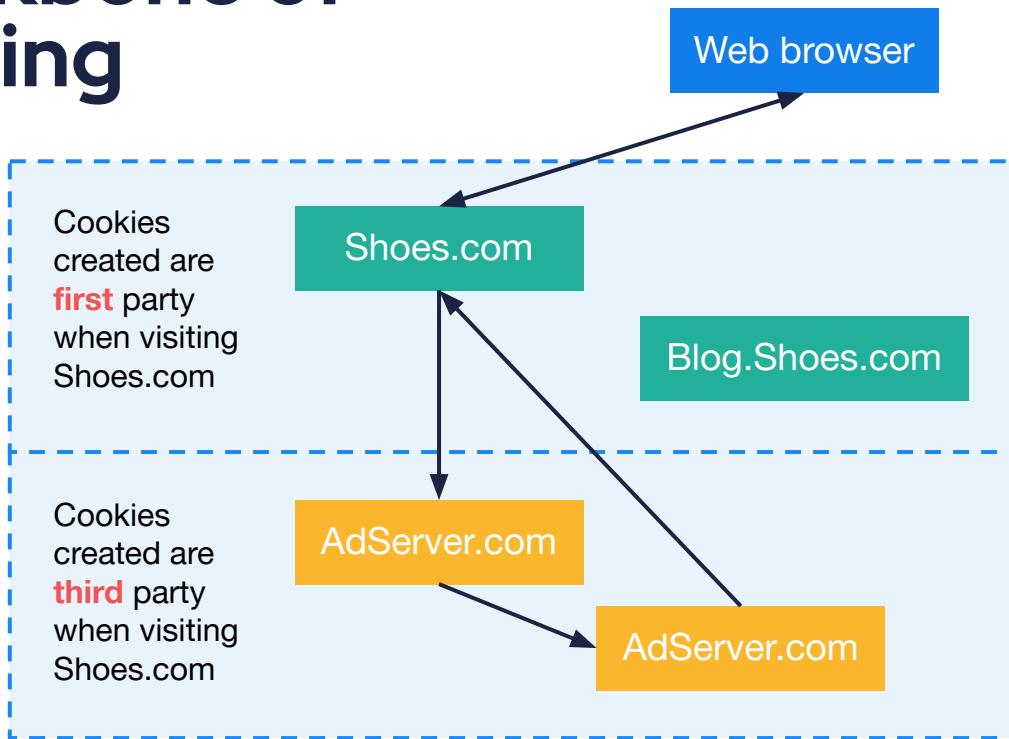 ing
Web browser
Cookies
created are
first party
when visiting
Shoes.com
Shoes.com
Blog.Shoes.com
Cookies
created are
third party
when visiting
Shoes.com
AdServer.com
AdServer.com